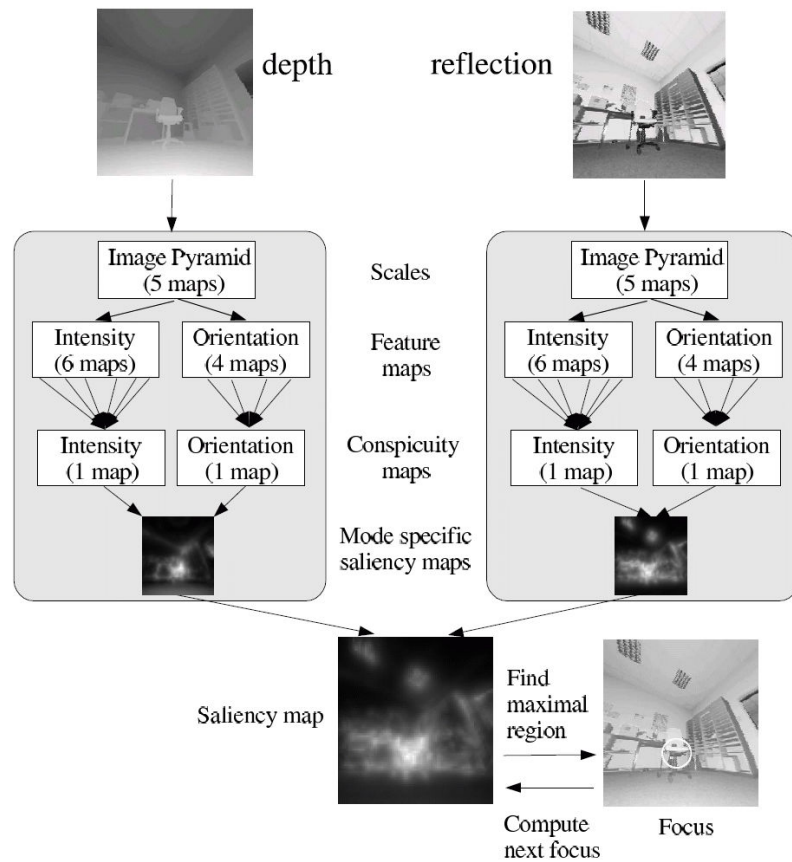 depth
reflection
Image Pyramid
(5 maps)
Scales
Image Pyramid
(5 maps)
Intensity
(6 maps)
Orientation
(4 maps)
Feature
maps
Intensity
(6 maps)
Orientation
(4 maps)
Intensity
(1 map)
Orientation
(1 map)
Conspicuity
maps
Intensity
(1 map)
Orientation
(1 map)
Mode specific
saliency maps
Saliency map
Find
maximal
region
Compute
next focus
Focus